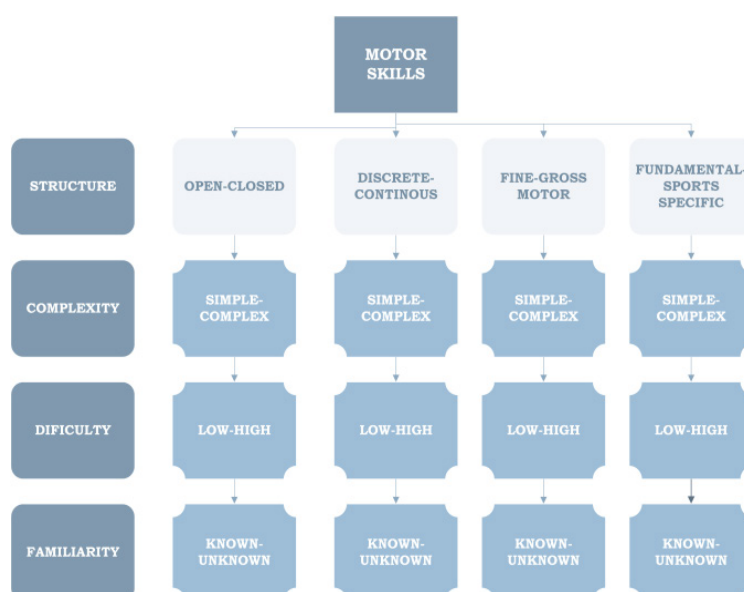 MOTOR
SKILLS
STRUCTURE
OPEN-CLOSED
DISCRETE-
CONTINOUS
FINE-GROSS
MOTOR
FUNDAMENTAL-
SPORTS
SPECIFIC
COMPLEXITY
SIMPLE-
COMPLEX
SIMPLE-
COMPLEX
SIMPLE-
COMPLEX
SIMPLE-
COMPLEX
DIFICULTY
LOW-HIGH
LOW-HIGH
LOW-HIGH
LOW-HIGH
FAMILIARITY
KNOWN-
UNKNOWN
KNOWN-
UNKNOWN
KNOWN-
UNKNOWN
KNOWN-
UNKNOWN